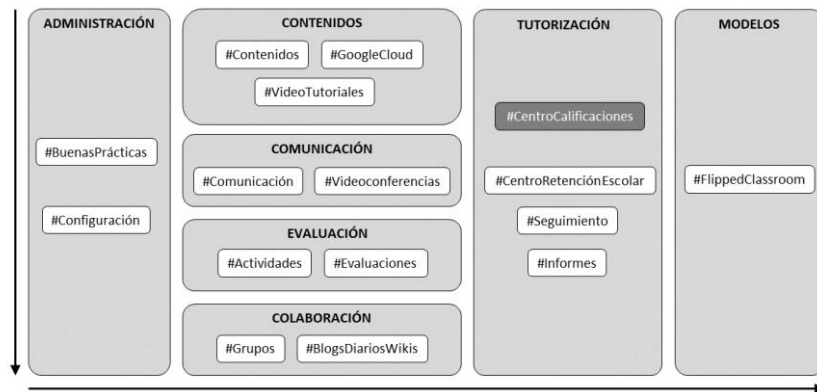 ADMINISTRACIÓN
#BuenasPrácticas
#Configuración
CONTENIDOS
#Contenidos #GoogleCloud
#VideoTutoriales
COMUNICACIÓN
#Comunicación #Videoconferencias
EVALUACIÓN
#Actividades #Evaluaciones
COLABORACIÓN
#Grupos #BlogsDiariosWikis
TUTORIZACIÓN
#CentroCalificaciones
#CentroRetenciónEscolar
#Seguimiento
#Informes
MODELOS
#FlippedClassroom